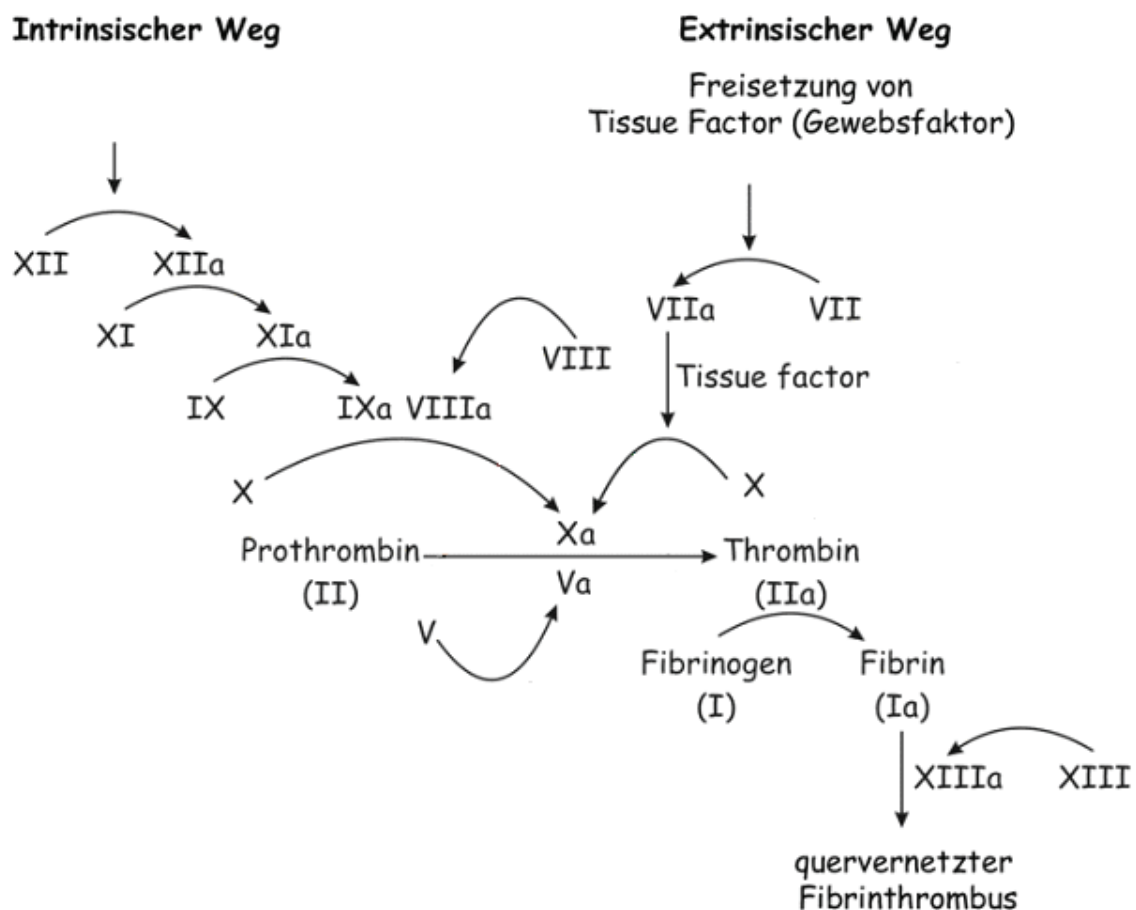 Intrinsischer Weg
Extrinsischer Weg
Freisetzung von
Tissue Factor (Gewebsfaktor)
XII
XIIa
VIIa
VII
XI
XIa
VIII
Tissue factor
IX
IXa VIIIa
X
X
Xa
Prothrombin
Thrombin
(II)
Va
(IIa)
V
Fibrinogen
Fibrin
(I)
(Ia)
XIIIa
XIII
quervernetzter
Fibrinthrombus